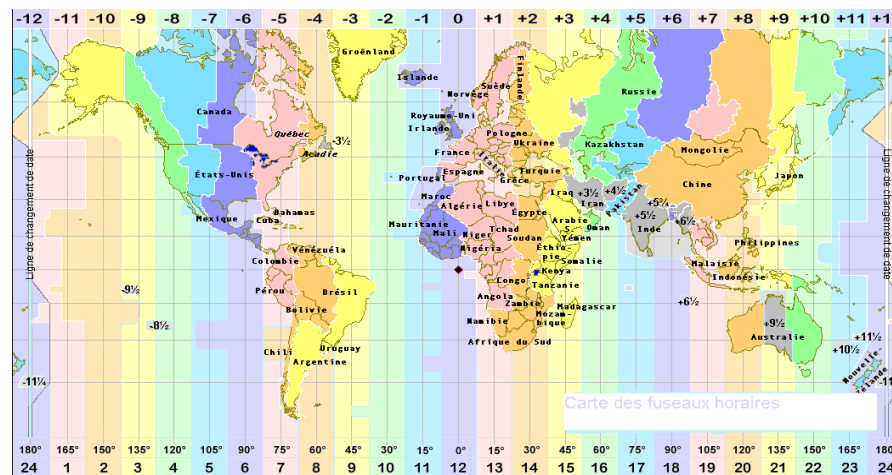 -12 -11 -10 -9 -8 -7 -6 -5 -4 -3 -2 -1 0 +1 +2 +3 +4 +5 +6 +7 +8 +9 +10 +11 +1
Groënland
Islande
Finlande
Suède
Norvège
Russie
Canada
Royaume-Uni
Irlande
Québec
-3½
Acadie
Pologne
Ukraine
Kazakhstan
Mongolie
France
Italie
États-Unis
Espagne
Turquie
Grèce
Portugal
Japon
Chine
Iraq
+3½
+4½
Iran
Pakistan
+5¾
Maroc
Algérie
Libye
Égypte
Mexique
Bahamas
Cuba
Mauritanie
Mali
Niger
Tchad
Soudan
Arabie
S.
Oman
Yémen
+5½
Inde
+6½
Ligne de changement de date
Ligne de changement de date
Vénézuéla
Colombie
Nigéria
Éthio-
pie
Somalie
Philippines
Malaisie
Indonésie
Kenya
Congo
Tanzanie
Pérou
Brésil
-9½
Bolivie
Angola
Zambie
Madagascar
Mozam-
bique
+6½
-8½
Namibie
+9½
Australie
Chili
Uruguay
Argentine
Afrique du Sud
+11½
+10½
Nouvelle-
Zélande
-11¼
-11
Carte des fuseaux horaires
180° 165° 150° 135° 120° 105° 90° 75° 60° 45° 30° 15° 0° 15° 30° 45° 60° 75° 90° 105° 120° 135° 150° 165° 180°
24 1 2 3 4 5 6 7 8 9 10 11 12 13 14 15 16 17 18 19 20 21 22 23 24